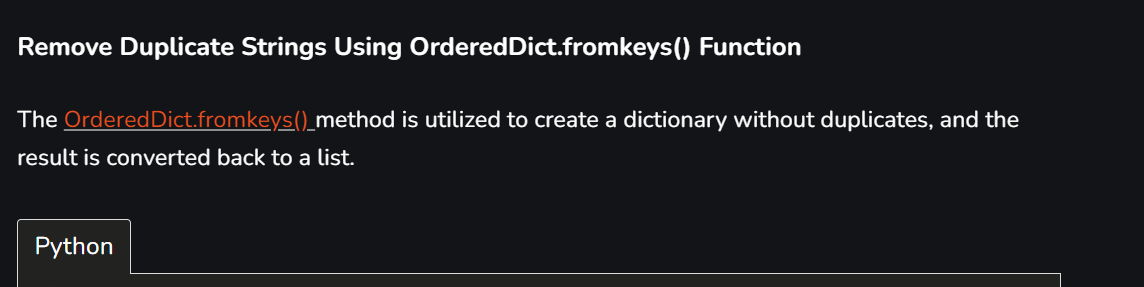 Remove Duplicate Strings Using OrderedDict.fromkeys() Function
The OrderedDict.fromkeys() method is utilized to create a dictionary without duplicates, and the
result is converted back to a list.
Python